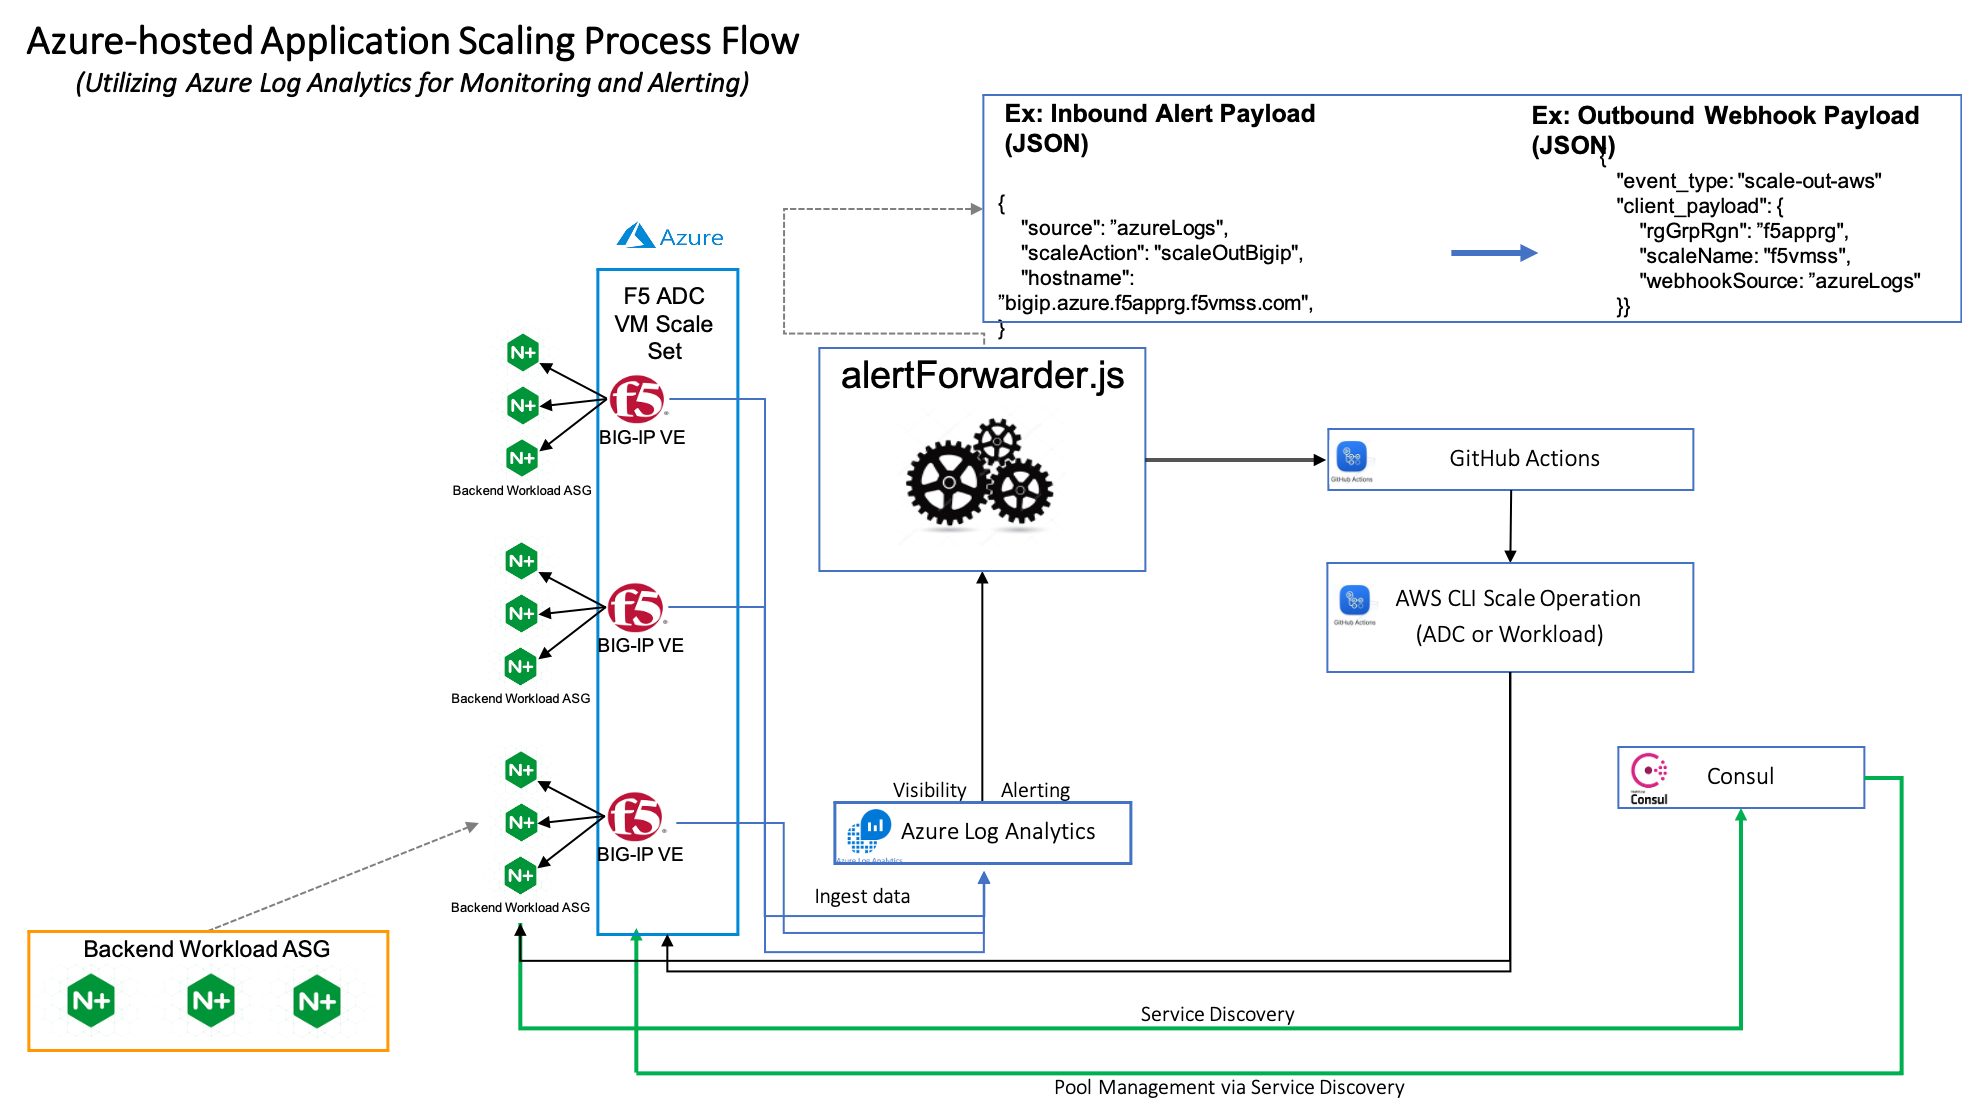 Azure-hosted Application Scaling Process Flow
(Utilizing Azure Log Analytics for Monitoring and Alerting)
Ex: Inbound Alert Payload
(JSON)
{
"source": ”azureLogs",
"scaleAction": "scaleOutBigip",
"hostname":
”bigip.azure.f5apprg.f5vmss.com",
}
Ex: Outbound Webhook Payload
(JSON)
{
"event_type: "scale-out-aws"
"client_payload": {
"rgGrpRgn": ”f5apprg",
"scaleName: "f5vmss",
"webhookSource: ”azureLogs"
}}
Azure
F5 ADC
VM Scale
Set
N+
N+
N+
Backend Workload ASG
f5
BIG-IP VE
N+
N+
N+
Backend Workload ASG
f5
BIG-IP VE
N+
N+
N+
Backend Workload ASG
f5
BIG-IP VE
alertForwarder.js
GitHub Actions
GitHub Actions
GitHub Actions
AWS CLI Scale Operation
(ADC or Workload)
Visibility
Alerting
Azure Log Analytics
Azure Log Analytics
Ingest data
Consul
Consul
Backend Workload ASG
N+
N+
N+
Service Discovery
Pool Management via Service Discovery